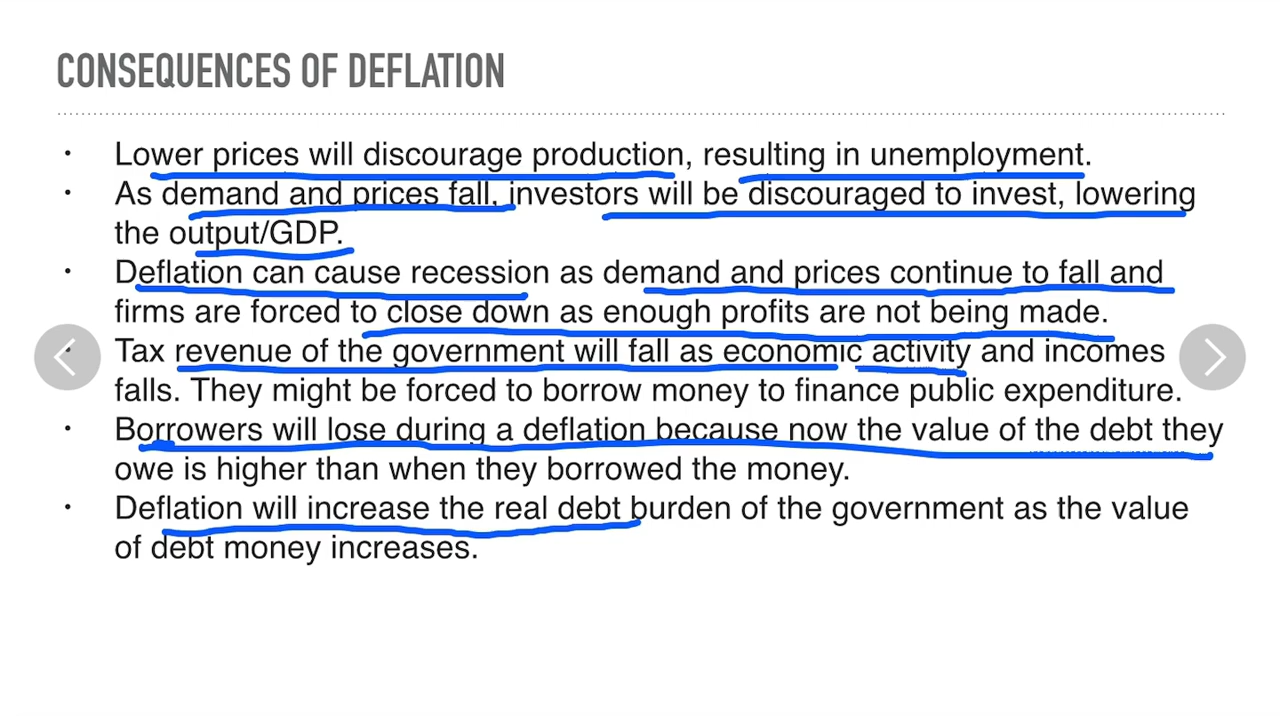 CONSEQUENCES OF DEFLATION
• Lower prices will discourage production, resulting in unemployment.
• As demand and prices fall, investors will be discouraged to invest, lowering
the output/GDP.
• Deflation can cause recession as demand and prices continue to fall and
firms are forced to close down as enough profits are not being made.
• Tax revenue of the government will fall as economic activity and incomes
falls. They might be forced to borrow money to finance public expenditure.
• Borrowers will lose during a deflation because now the value of the debt they
owe is higher than when they borrowed the money.
• Deflation will increase the real debt burden of the government as the value
of debt money increases.